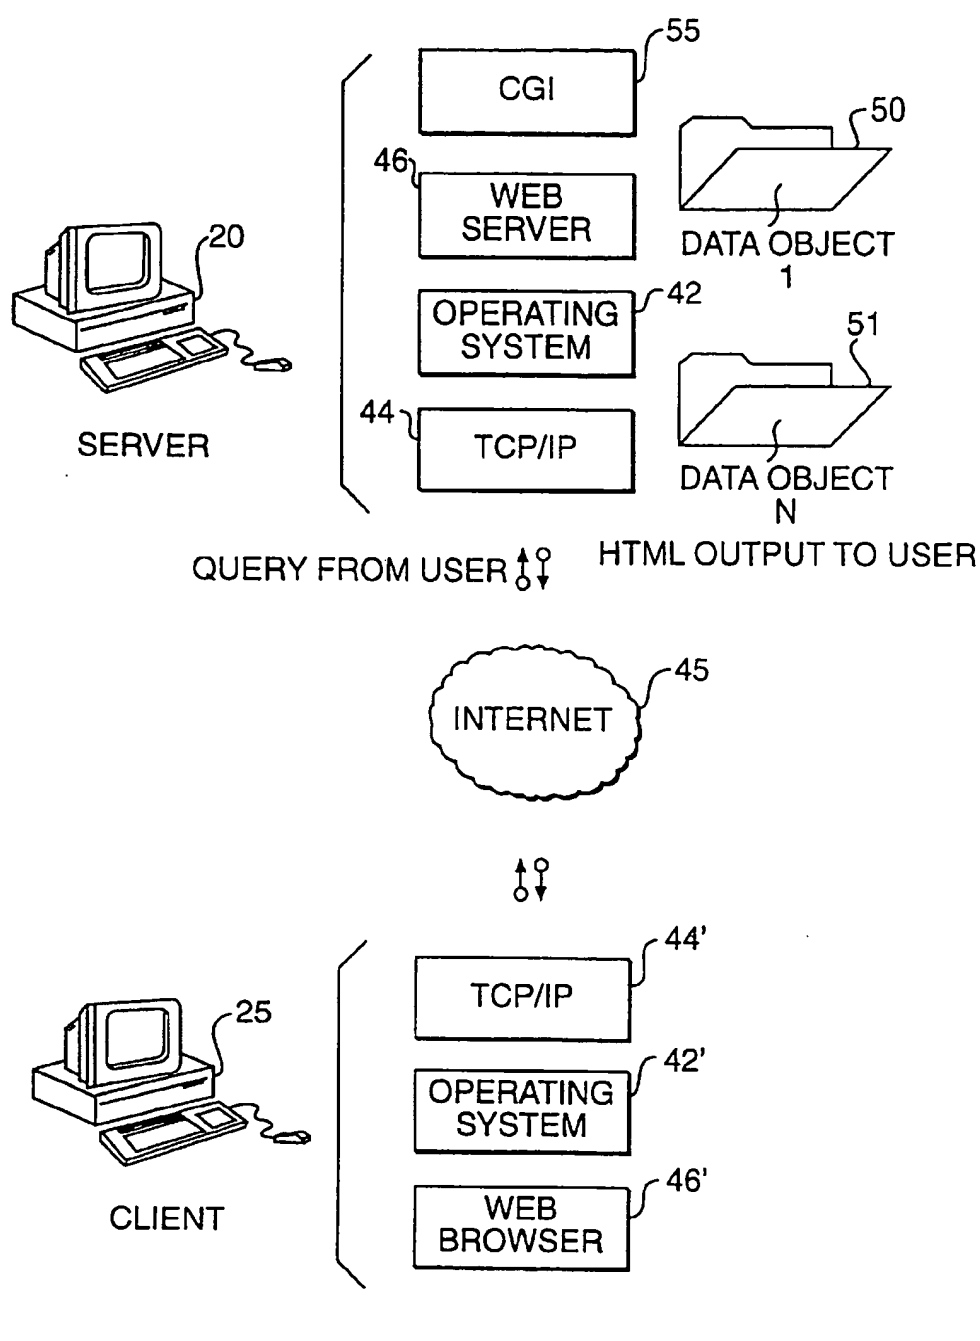 55
CGI
50
46
WEB
SERVER
DATA OBJECT
1
20
42
OPERATING
SYSTEM
51
44
TCP/IP
SERVER
DATA OBJECT
N
QUERY FROM USER
HTML OUTPUT TO USER
45
INTERNET
44'
TCP/IP
25
42'
OPERATING
SYSTEM
46'
CLIENT
WEB
BROWSER